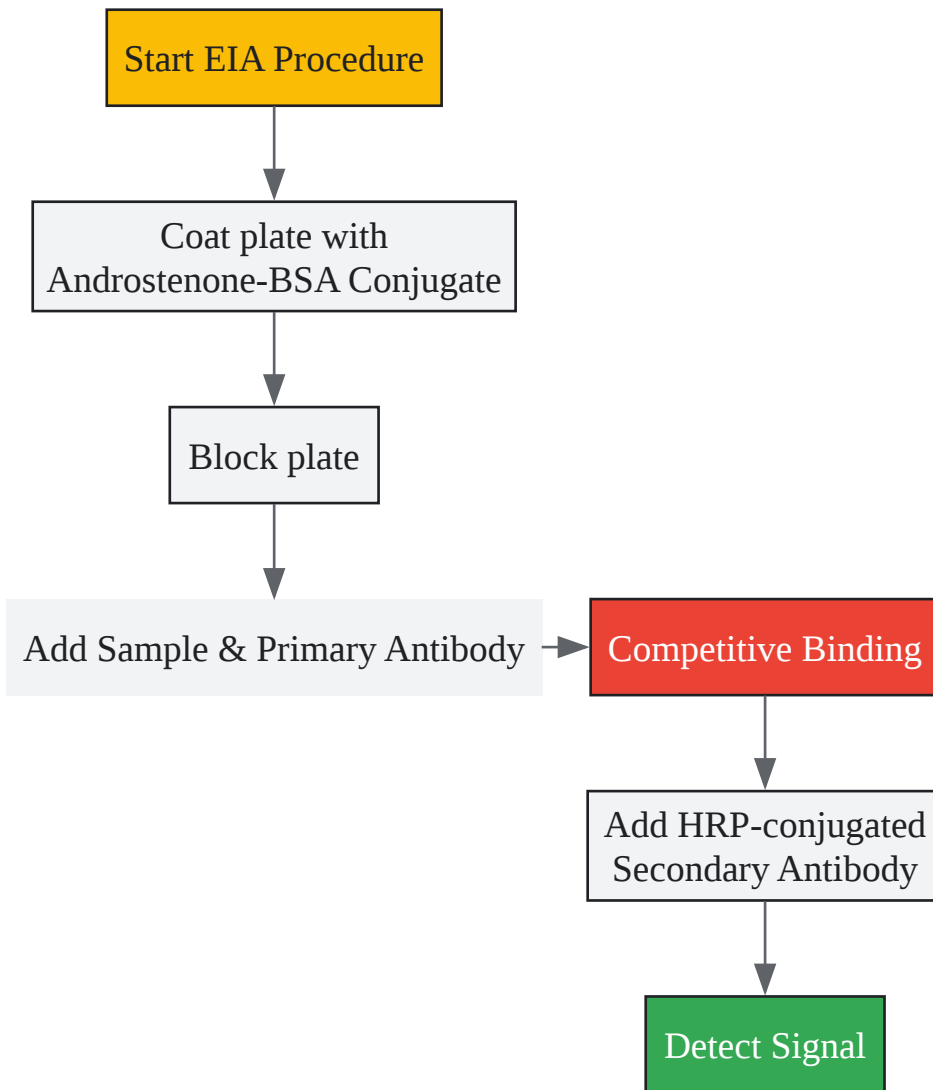 Start EIA Procedure
Coat plate with
Androstenone-BSA Conjugate
Block plate
Add Sample & Primary Antibody
Competitive Binding
Add HRP-conjugated
Secondary Antibody
Detect Signal